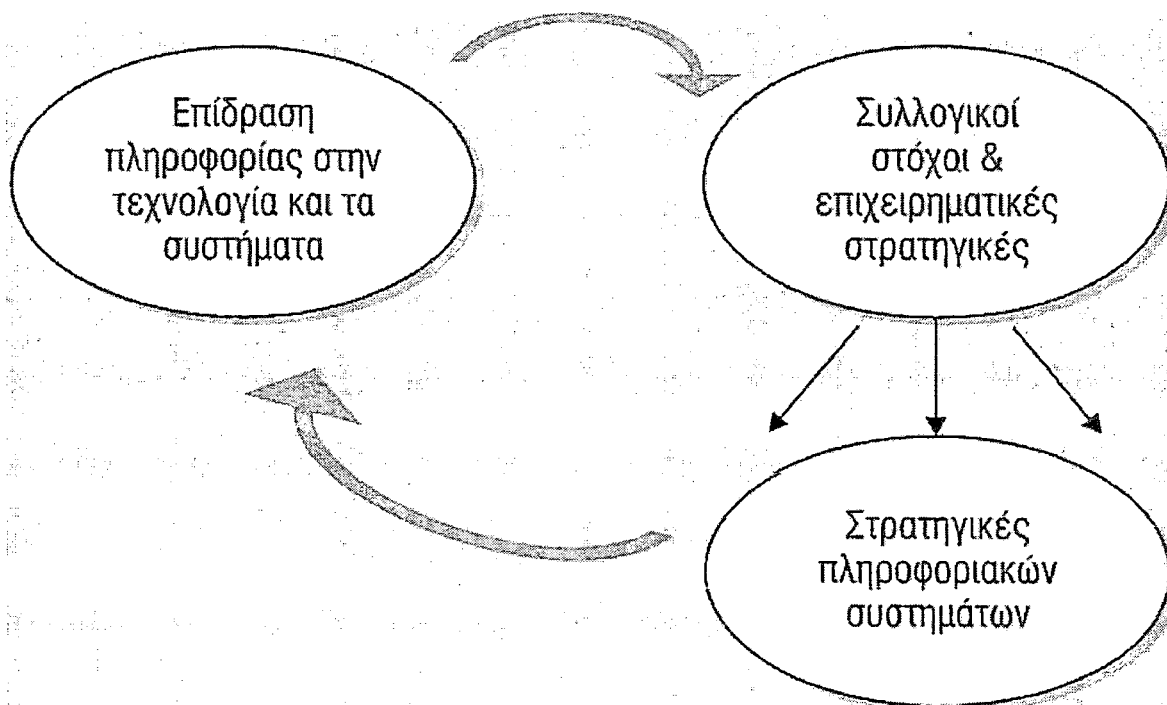 Επίδραση
πληροφορίας στην
τεχνολογία και τα
συστήματα
Συλλογικοί
στόχοι &
επιχειρηματικές
στρατηγικές
Στρατηγικές
πληροφοριακών
συστημάτων